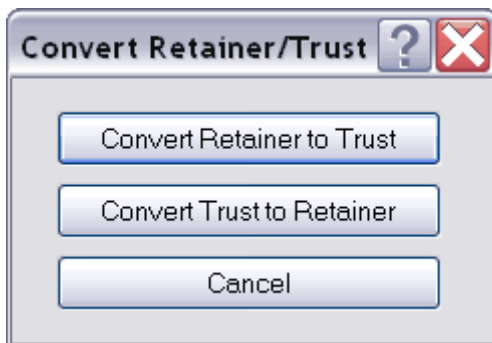 Convert Retainer/Trust ?
Convert Retainer to Trust
Convert Trust to Retainer
Cancel